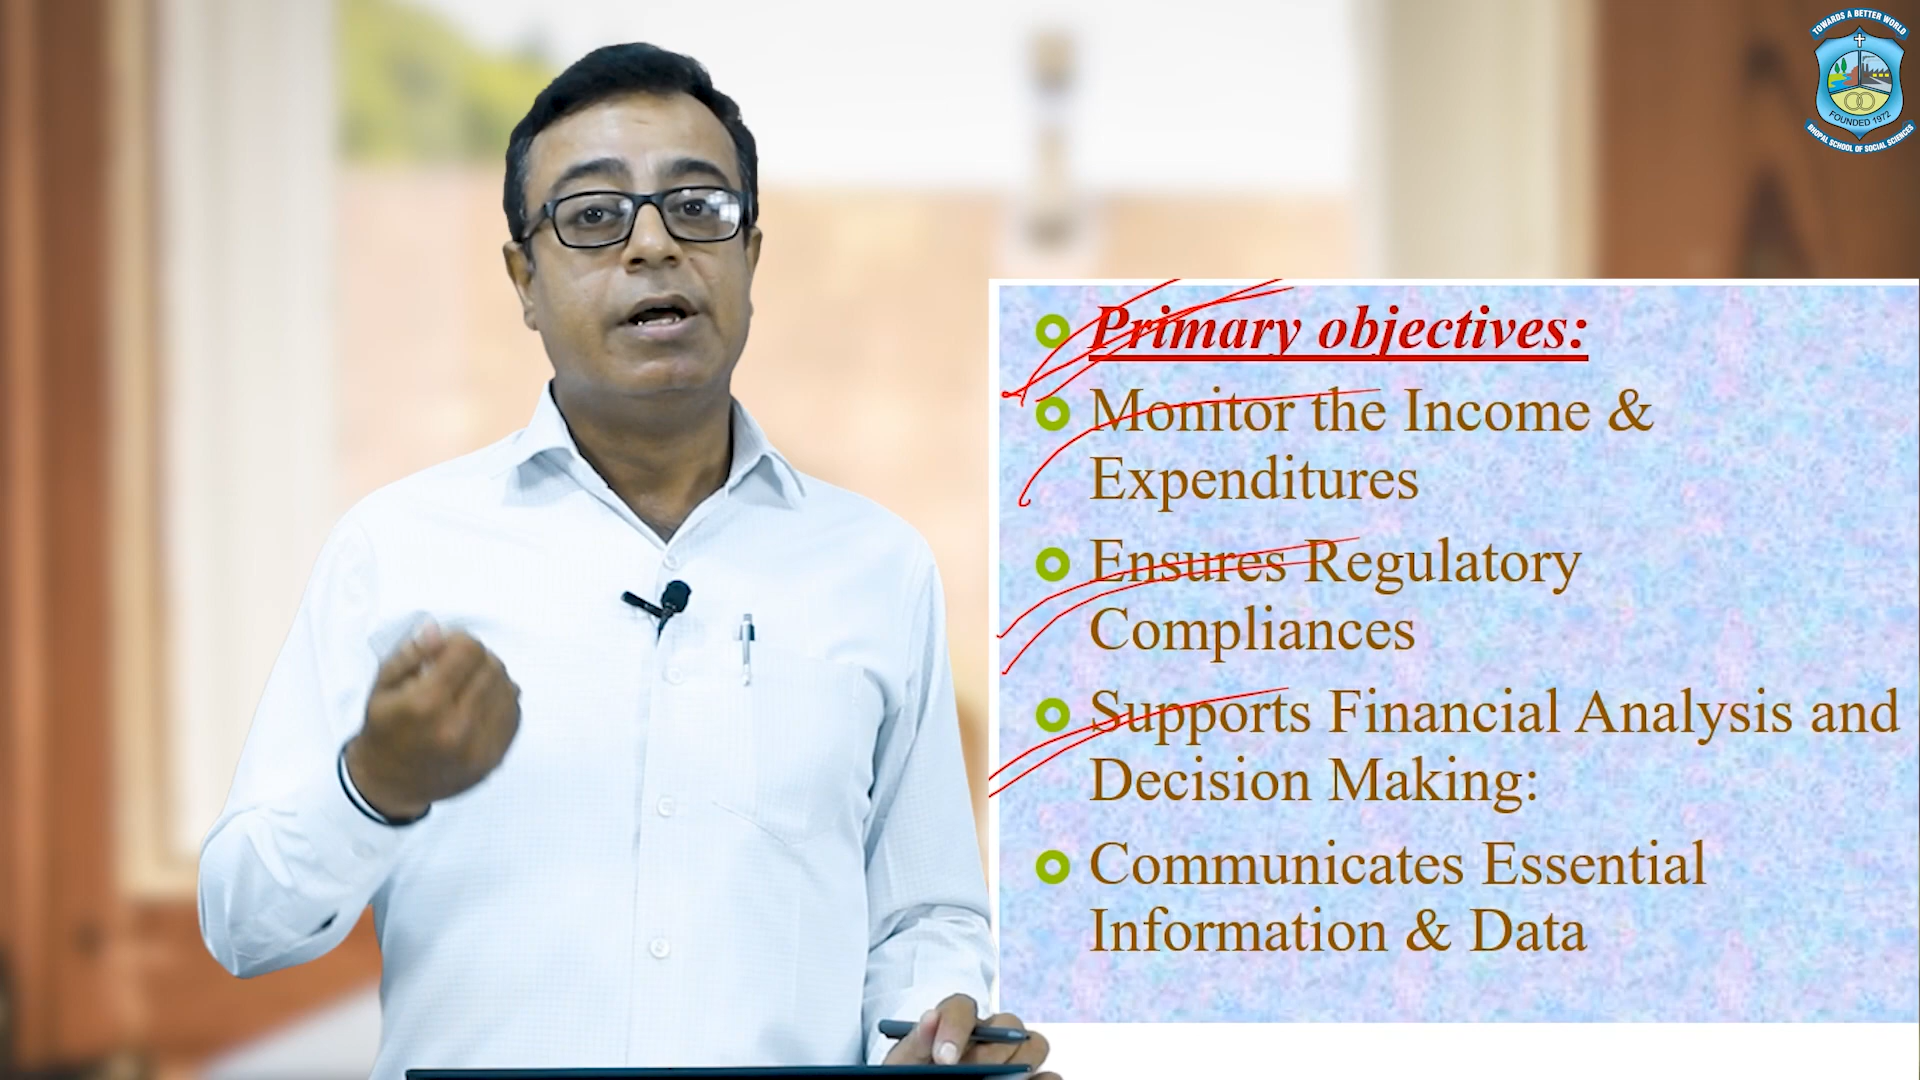 TOWARDS A BETTER WORLD
FOUNDED 1972
BHOPAL SCHOOL OF SOCIAL SCIENCES
Primary objectives:
Monitor the Income &
Expenditures
Ensures Regulatory
Compliances
Supports Financial Analysis and
Decision Making:
Communicates Essential
Information & Data